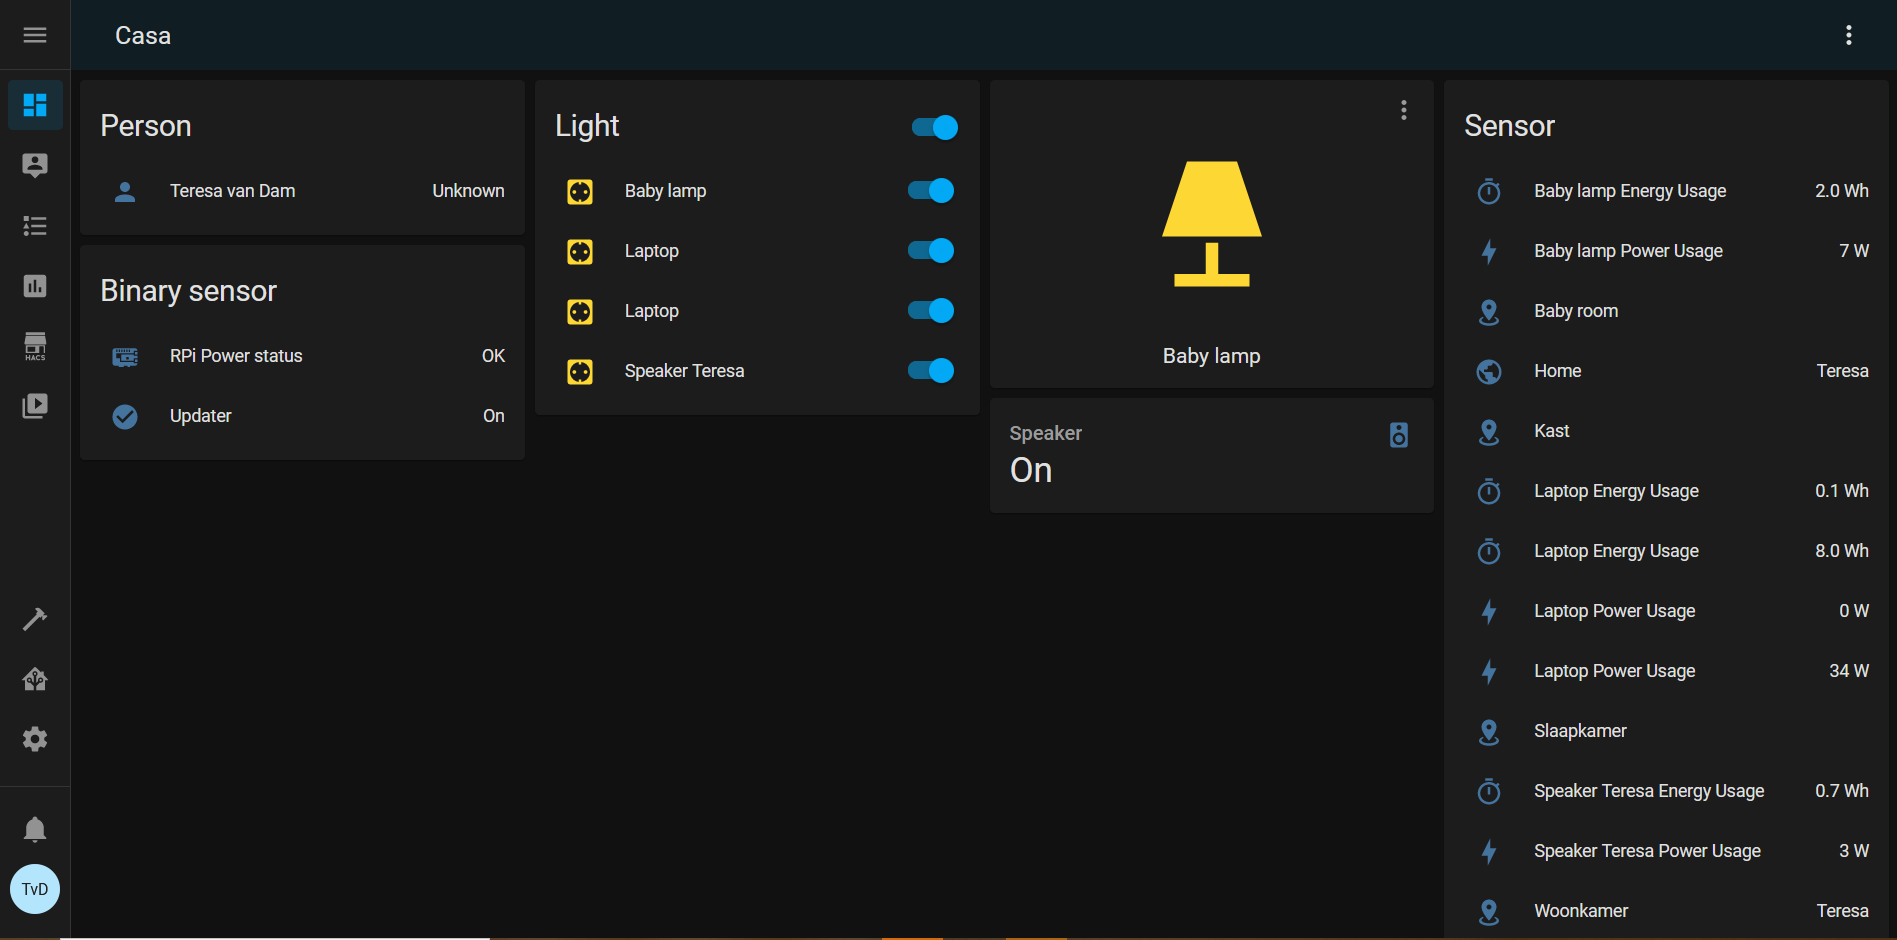 Casa
HACS
TvD
Person
Teresa van Dam Unknown
Binary sensor
RPi Power status OK
Updater On
Light
Baby lamp
Laptop
Laptop
Speaker Teresa
Baby lamp
Speaker
On
Sensor
Baby lamp Energy Usage 2.0 Wh
Baby lamp Power Usage 7 W
Baby room
Home Teresa
Kast
Laptop Energy Usage 0.1 Wh
Laptop Energy Usage 8.0 Wh
Laptop Power Usage 0 W
Laptop Power Usage 34 W
Slaapkamer
Speaker Teresa Energy Usage 0.7 Wh
Speaker Teresa Power Usage 3 W
Woonkamer Teresa